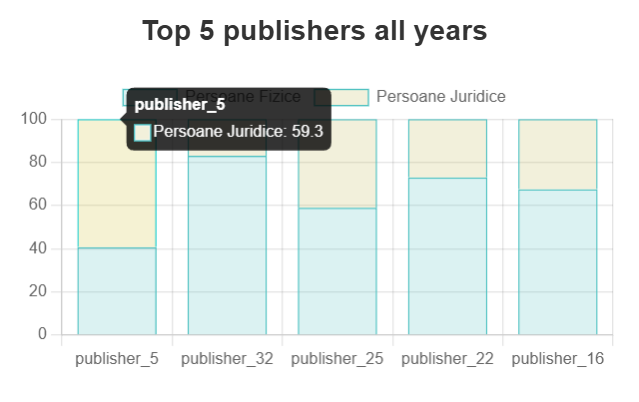 Top 5 publishers all years
Persoane Fizice
Persoane Juridice
publisher_5
Persoane Juridice: 59.3
100
80
60
40
20
0
publisher_5
publisher_32
publisher_25
publisher_22
publisher_16